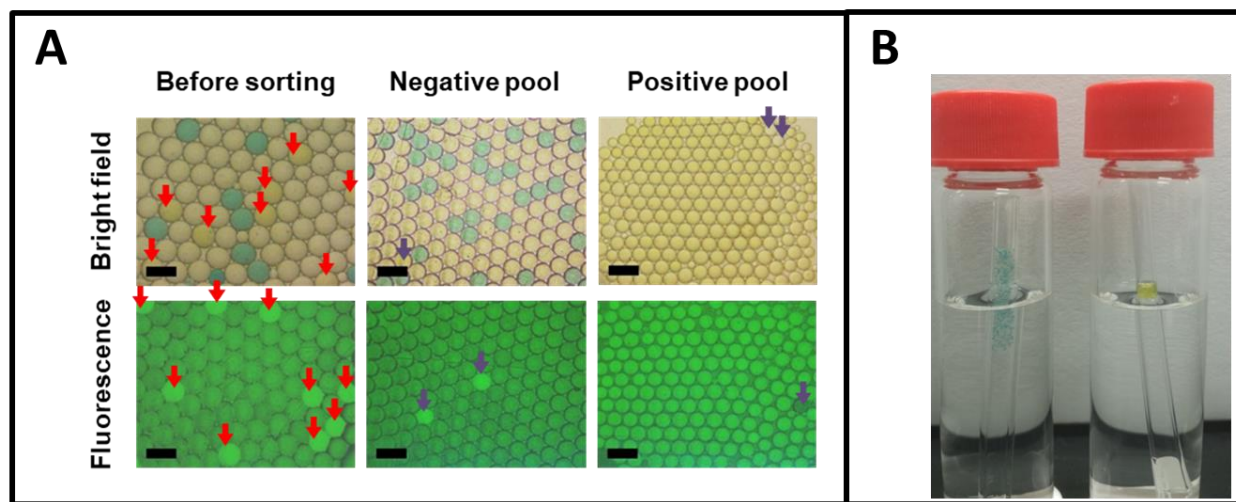 A
B
Before sorting
Negative pool
Positive pool
Bright field
Fluorescence